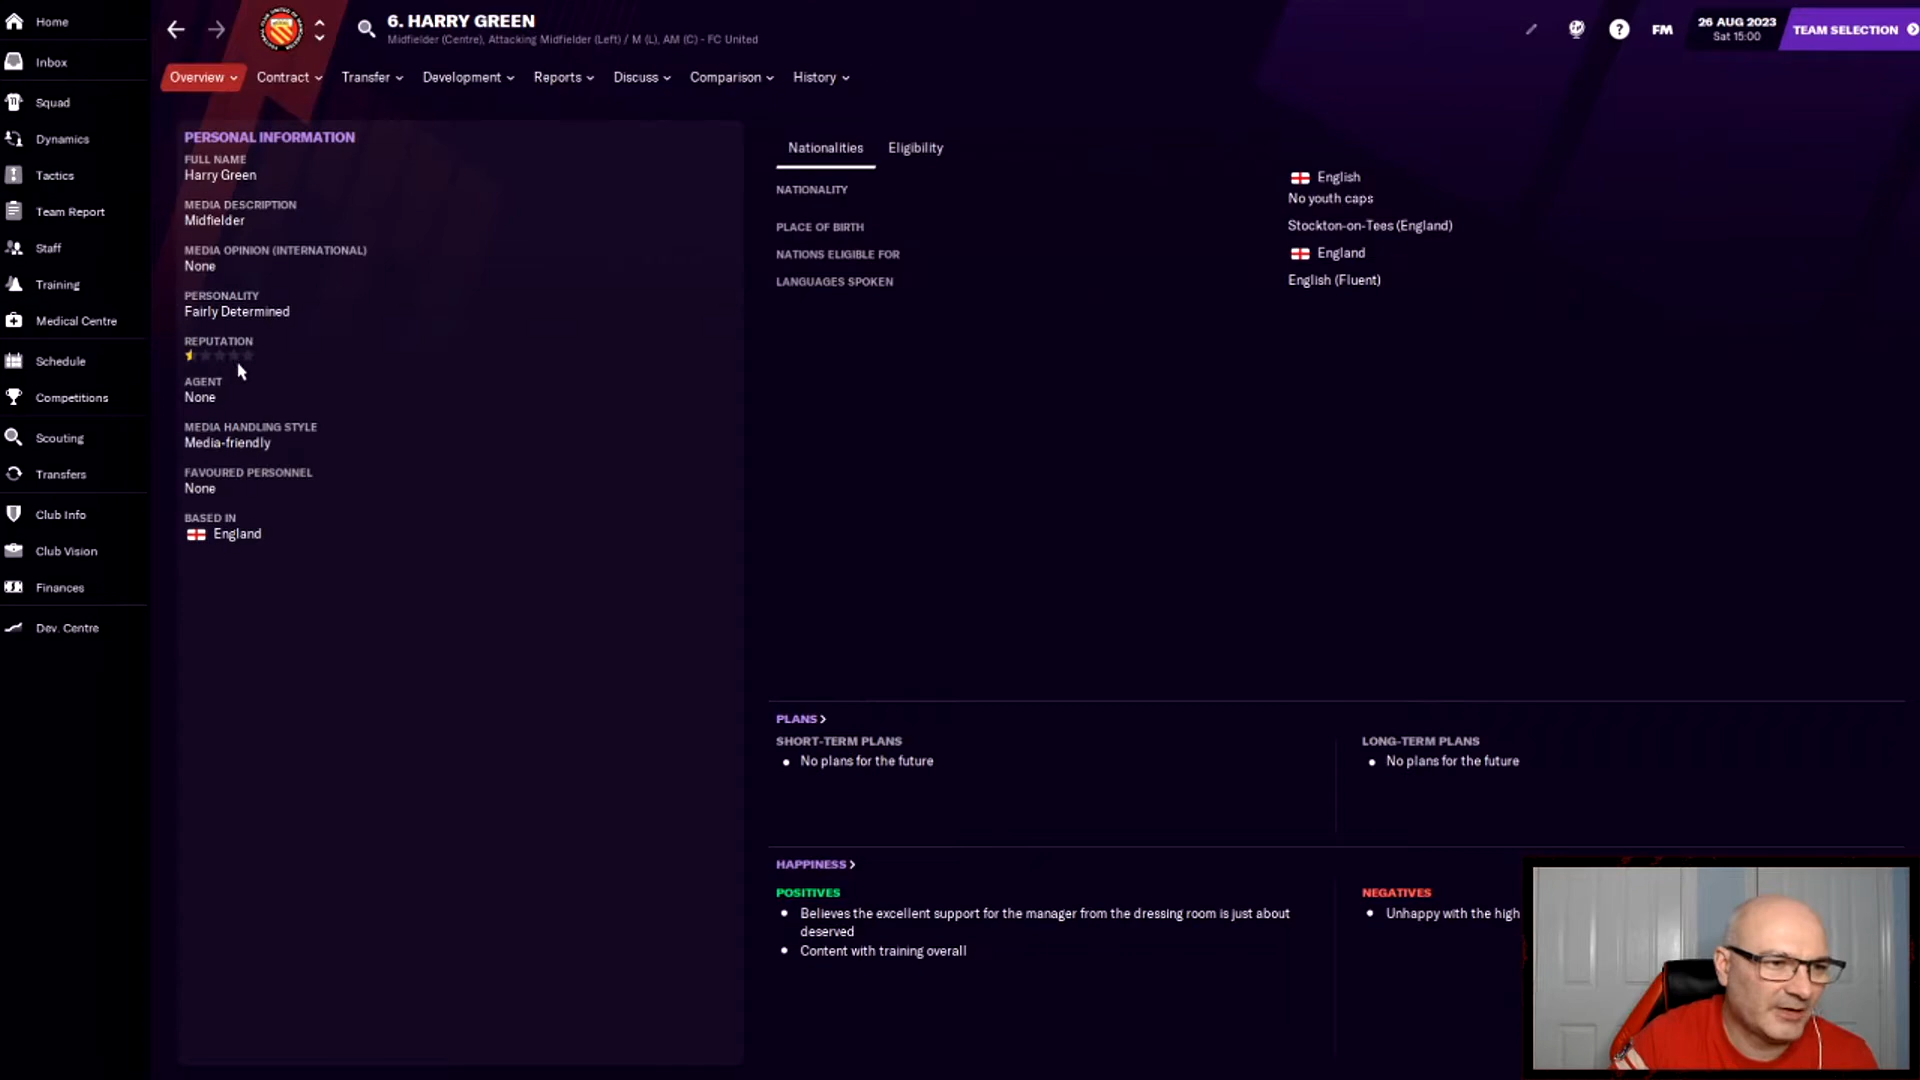 Home
Inbox
Squad
Dynamics
Tactics
Team Report
Staff
Training
Medical Centre
Schedule
Competitions
Scouting
Transfers
Club Info
Club Vision
Finances
Dev. Centre
6. HARRY GREEN
Midfielder (Centre), Attacking Midfielder (Left) / M (L), AM (C) - FC United
FM
26 AUG 2023
Sat 15:00
TEAM SELECTION
Overview
Contract
Transfer
Development
Reports
Discuss
Comparison
History
PERSONAL INFORMATION
FULL NAME
Harry Green
MEDIA DESCRIPTION
Midfielder
MEDIA OPINION (INTERNATIONAL)
None
PERSONALITY
Fairly Determined
REPUTATION
AGENT
None
MEDIA HANDLING STYLE
Media-friendly
FAVOURED PERSONNEL
None
BASED IN
England
Nationalities
Eligibility
NATIONALITY
English
No youth caps
PLACE OF BIRTH
Stockton-on-Tees (England)
NATIONS ELIGIBLE FOR
England
LANGUAGES SPOKEN
English (Fluent)
PLANS >
SHORT-TERM PLANS
• No plans for the future
LONG-TERM PLANS
• No plans for the future
HAPPINESS >
POSITIVES
• Believes the excellent support for the manager from the dressing room is just about
deserved
• Content with training overall
NEGATIVES
• Unhappy with the high